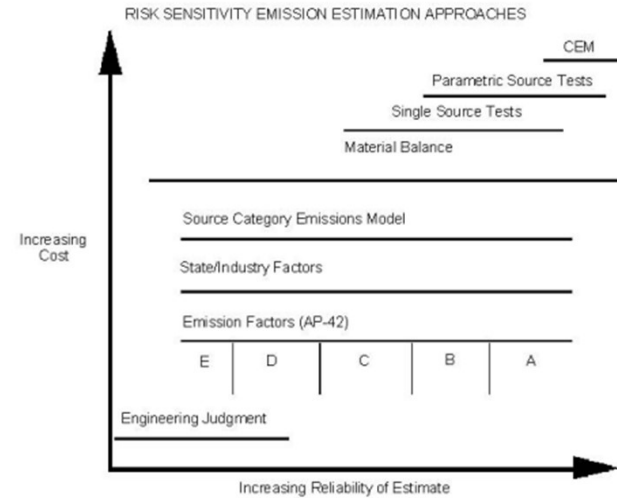 RISK SENSITIVITY EMISSION ESTIMATION APPROACHES
CEM
Parametric Source Tests
Single Source Tests
Material Balance
Source Category Emissions Model
Increasing
Cost
State/Industry Factors
Emission Factors (AP-42)
E D C B A
Engineering Judgment
Increasing Reliability of Estimate